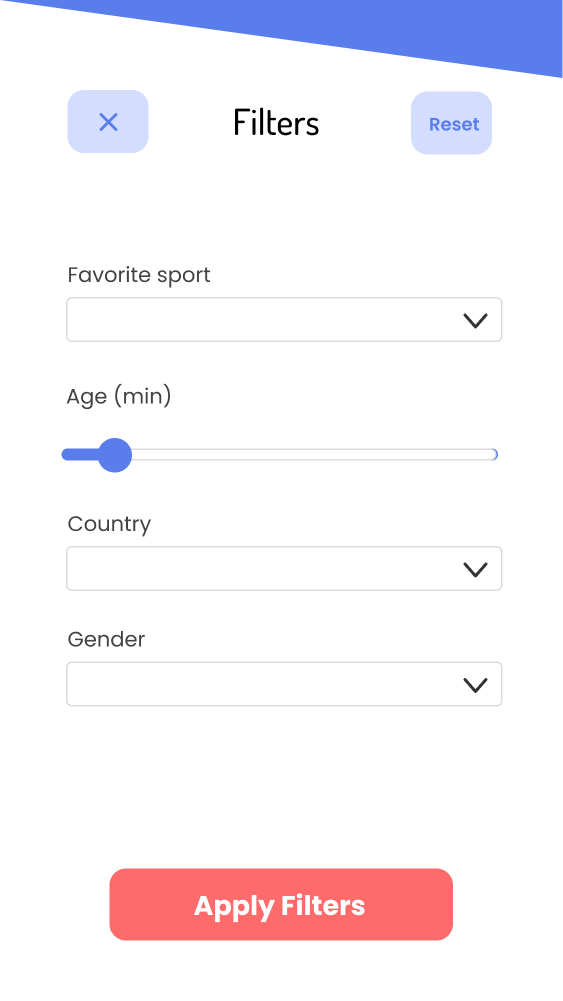 Filters
Reset
Favorite sport
Age (min)
Country
Gender
Apply Filters